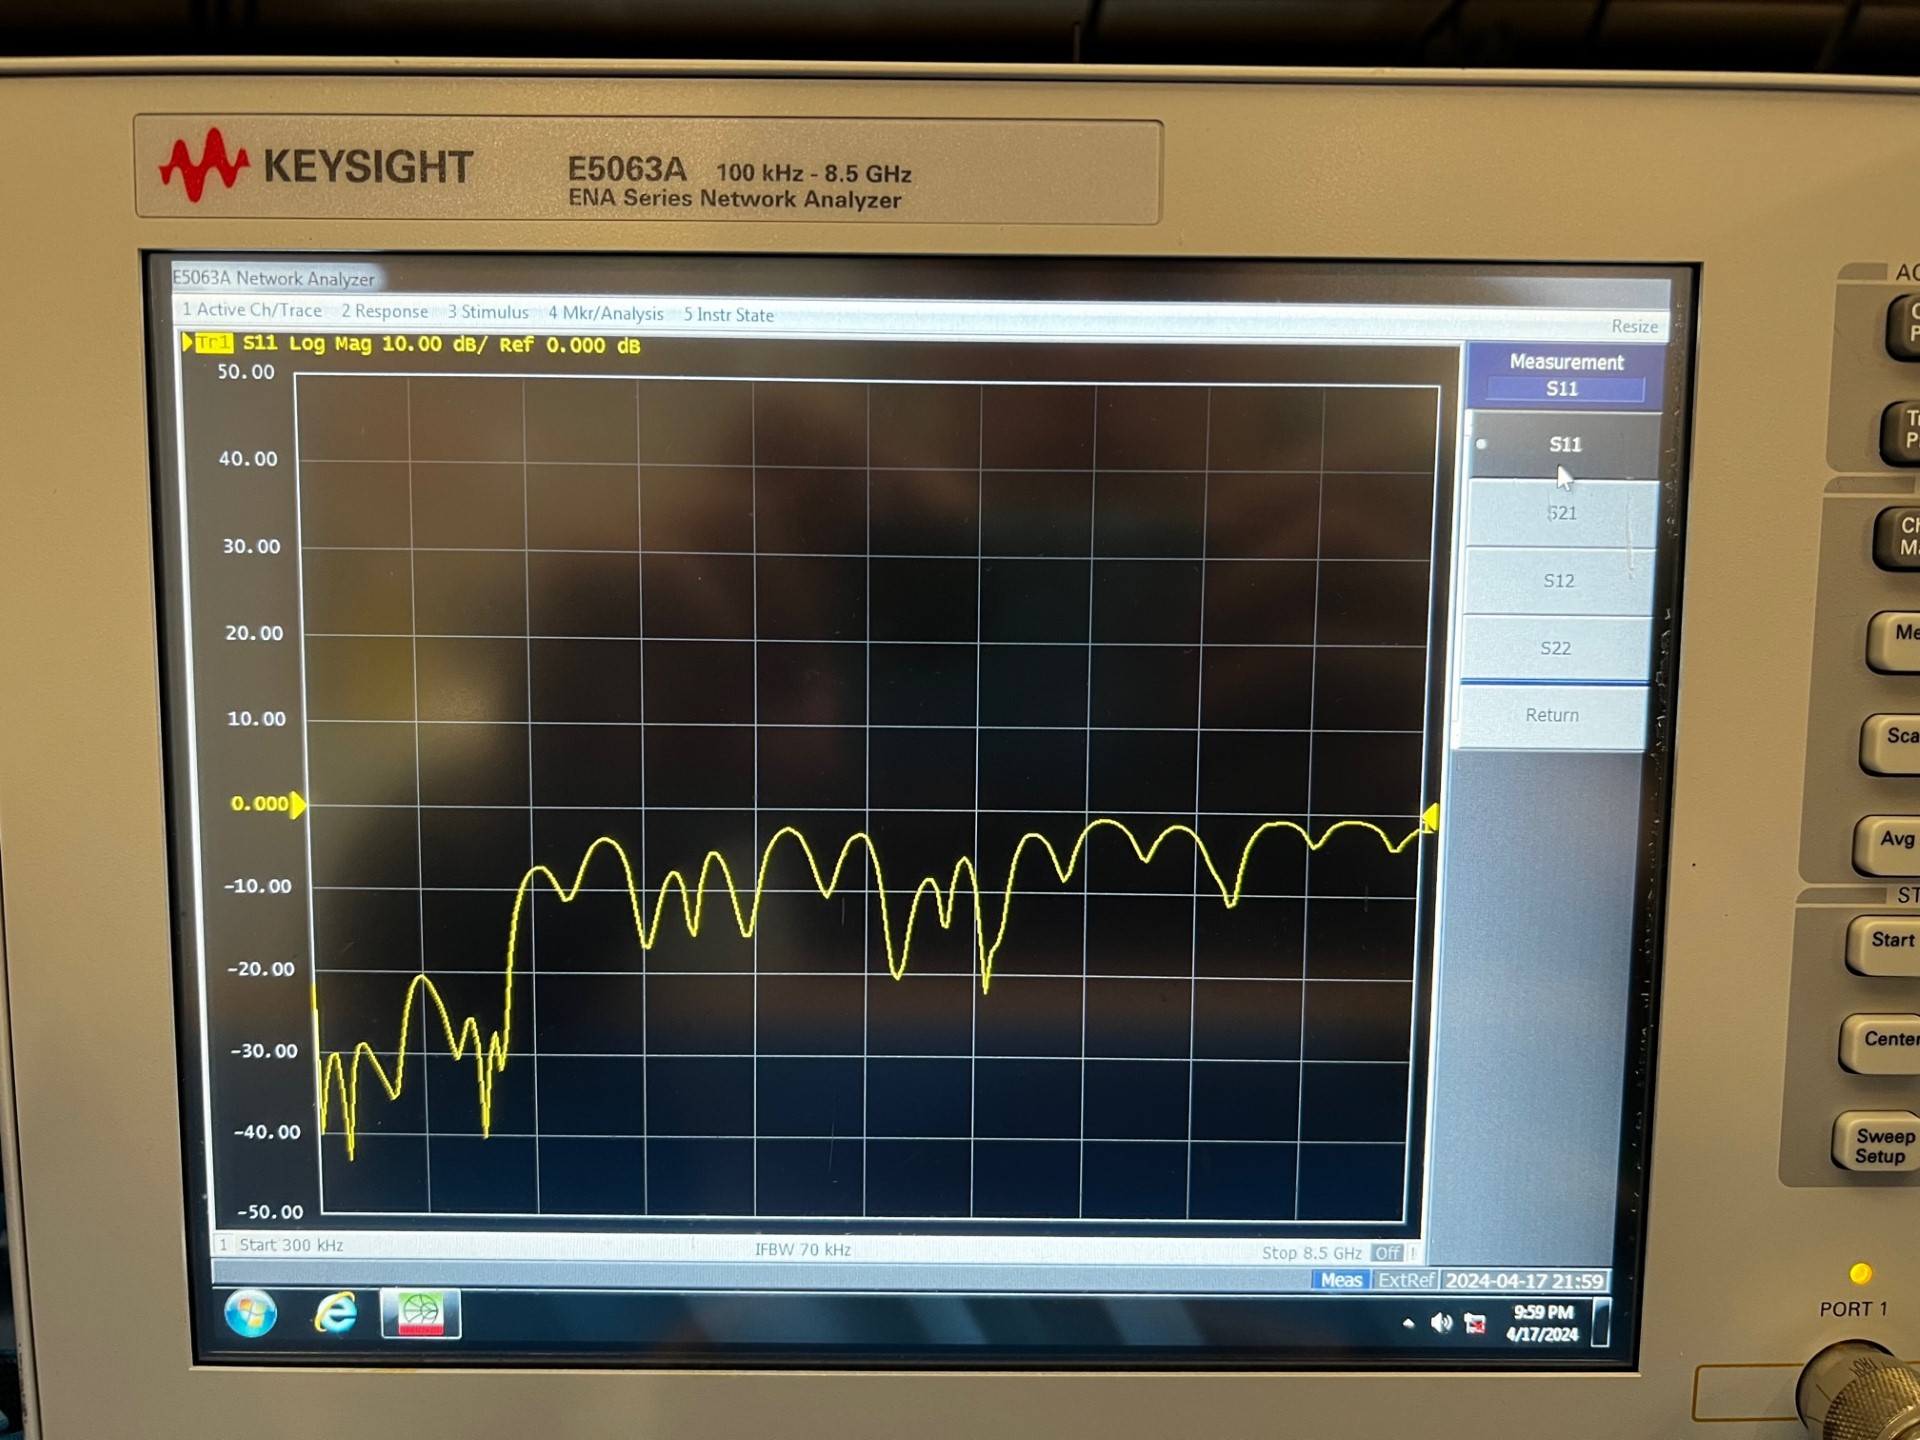 KEYSIGHT E5063A 100 kHz - 8.5 GHz
ENA Series Network Analyzer
E5063A Network Analyzer
1 Active Ch/Trace 2 Response 3 Stimulus 4 Mkr/Analysis 5 Instr State
Resize
Tr1 S11 Log Mag 10.00 dB/ Ref 0.000 dB
50.00
40.00
30.00
20.00
10.00
0.000
-10.00
-20.00
-30.00
-40.00
-50.00
Measurement
S11
S11
S21
S12
S22
Return
1 Start 300 kHz IFBW 70 kHz Stop 8.5 GHz Off !
Meas ExtRef 2024-04-17 21:59
9:59 PM
4/17/2024
Avg
Start
Center
Sweep
Setup
PORT 1